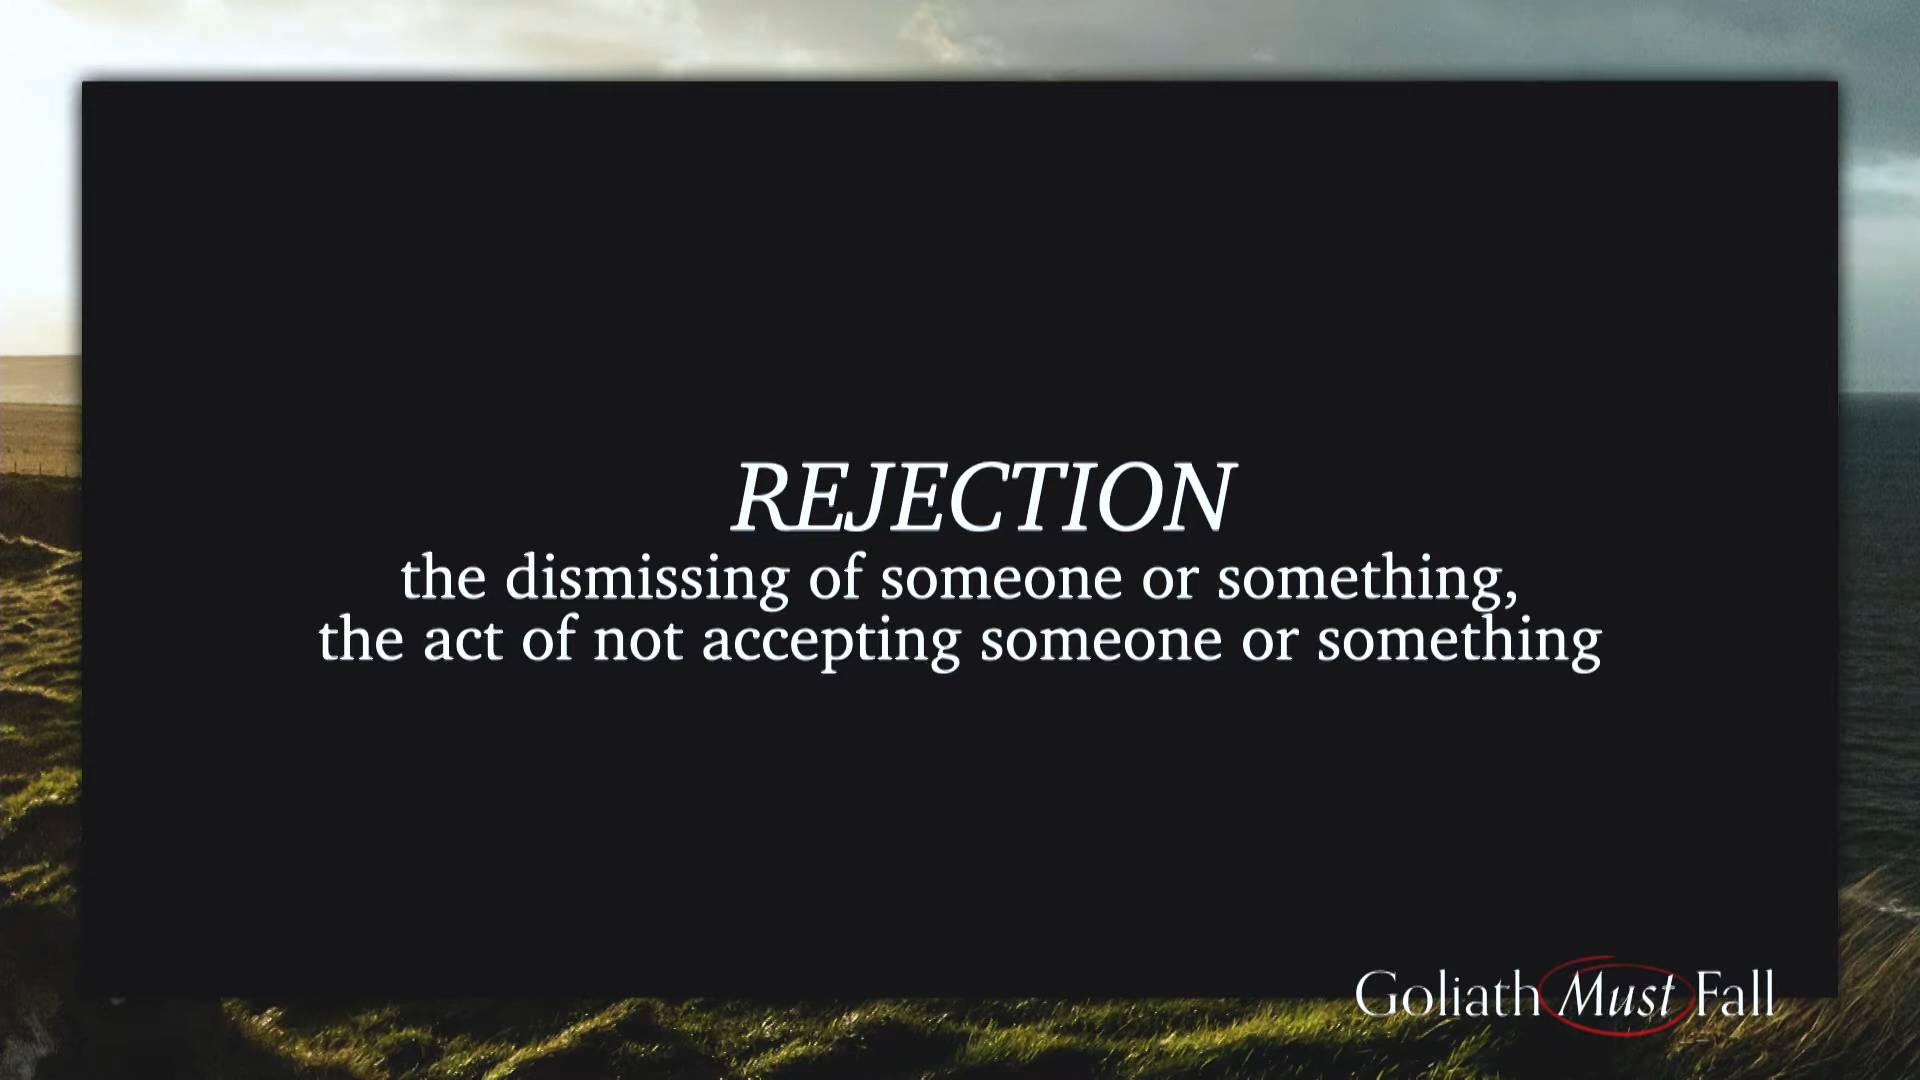 REJECTION
the dismissing of someone or something,
the act of not accepting someone or something
Goliath Must Fall